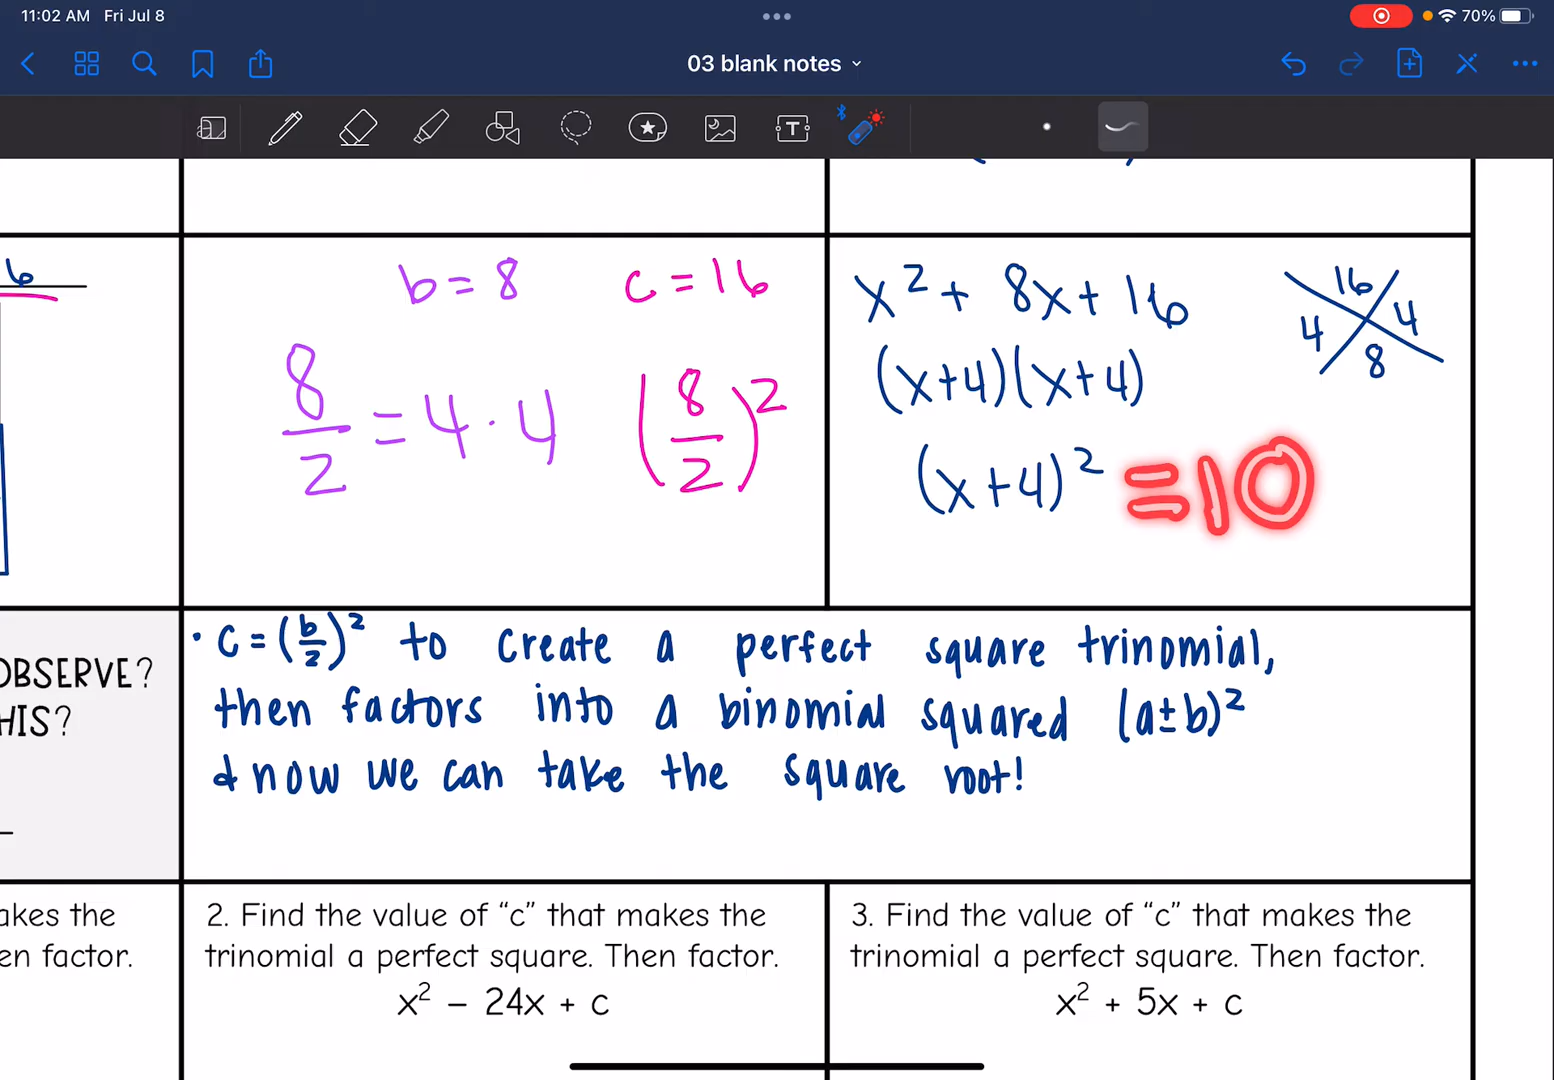 11:02 AM Fri Jul 8
70%
03 blank notes
T
6
b = 8
c = 16
8/2 = 4 · 4
(8/2)²
x² + 8x + 16
(x+4)(x+4)
(x+4)² = 10
16
4 4
8
OBSERVE?
HIS?
· c = (b/2)² to create a perfect square trinomial,
then factors into a binomial squared (a±b)²
& now we can take the square root!
akes the
en factor.
2. Find the value of “c” that makes the
trinomial a perfect square. Then factor.
x² − 24x + c
3. Find the value of “c” that makes the
trinomial a perfect square. Then factor.
x² + 5x + c